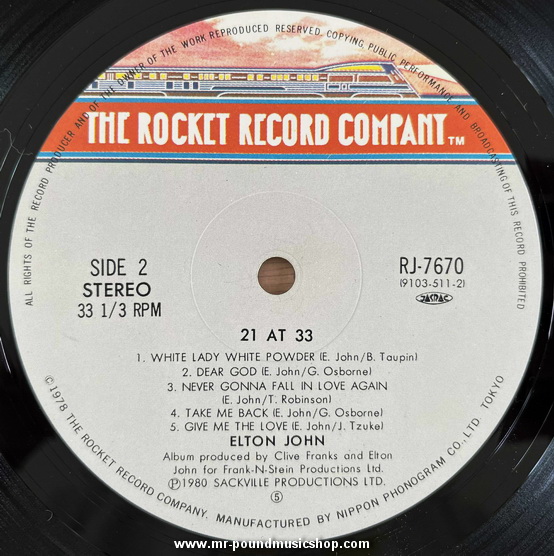 ALL RIGHTS OF THE RECORD PRODUCER AND OF THE OWNER OF THE WORK REPRODUCED RESERVED. COPYING, PUBLIC PERFORMANCE AND BROADCASTING OF THIS RECORD PROHIBITED
THE ROCKET RECORD COMPANY TM
SIDE 2
STEREO
33 1/3 RPM
RJ-7670
(9103-511-2)
JASRAC
21 AT 33
1. WHITE LADY WHITE POWDER (E. John/B. Taupin)
2. DEAR GOD (E. John/G. Osborne)
3. NEVER GONNA FALL IN LOVE AGAIN
(E. John/T. Robinson)
4. TAKE ME BACK (E. John/G. Osborne)
5. GIVE ME THE LOVE (E. John/J. Tzuke)
ELTON JOHN
Album produced by Clive Franks and Elton
John for Frank-N-Stein Productions Ltd.
Ⓟ1980 SACKVILLE PRODUCTIONS LTD.
⑤
©1978 THE ROCKET RECORD COMPANY. MANUFACTURED BY NIPPON PHONOGRAM CO., LTD. TOKYO
www.mr-poundmusicshop.com